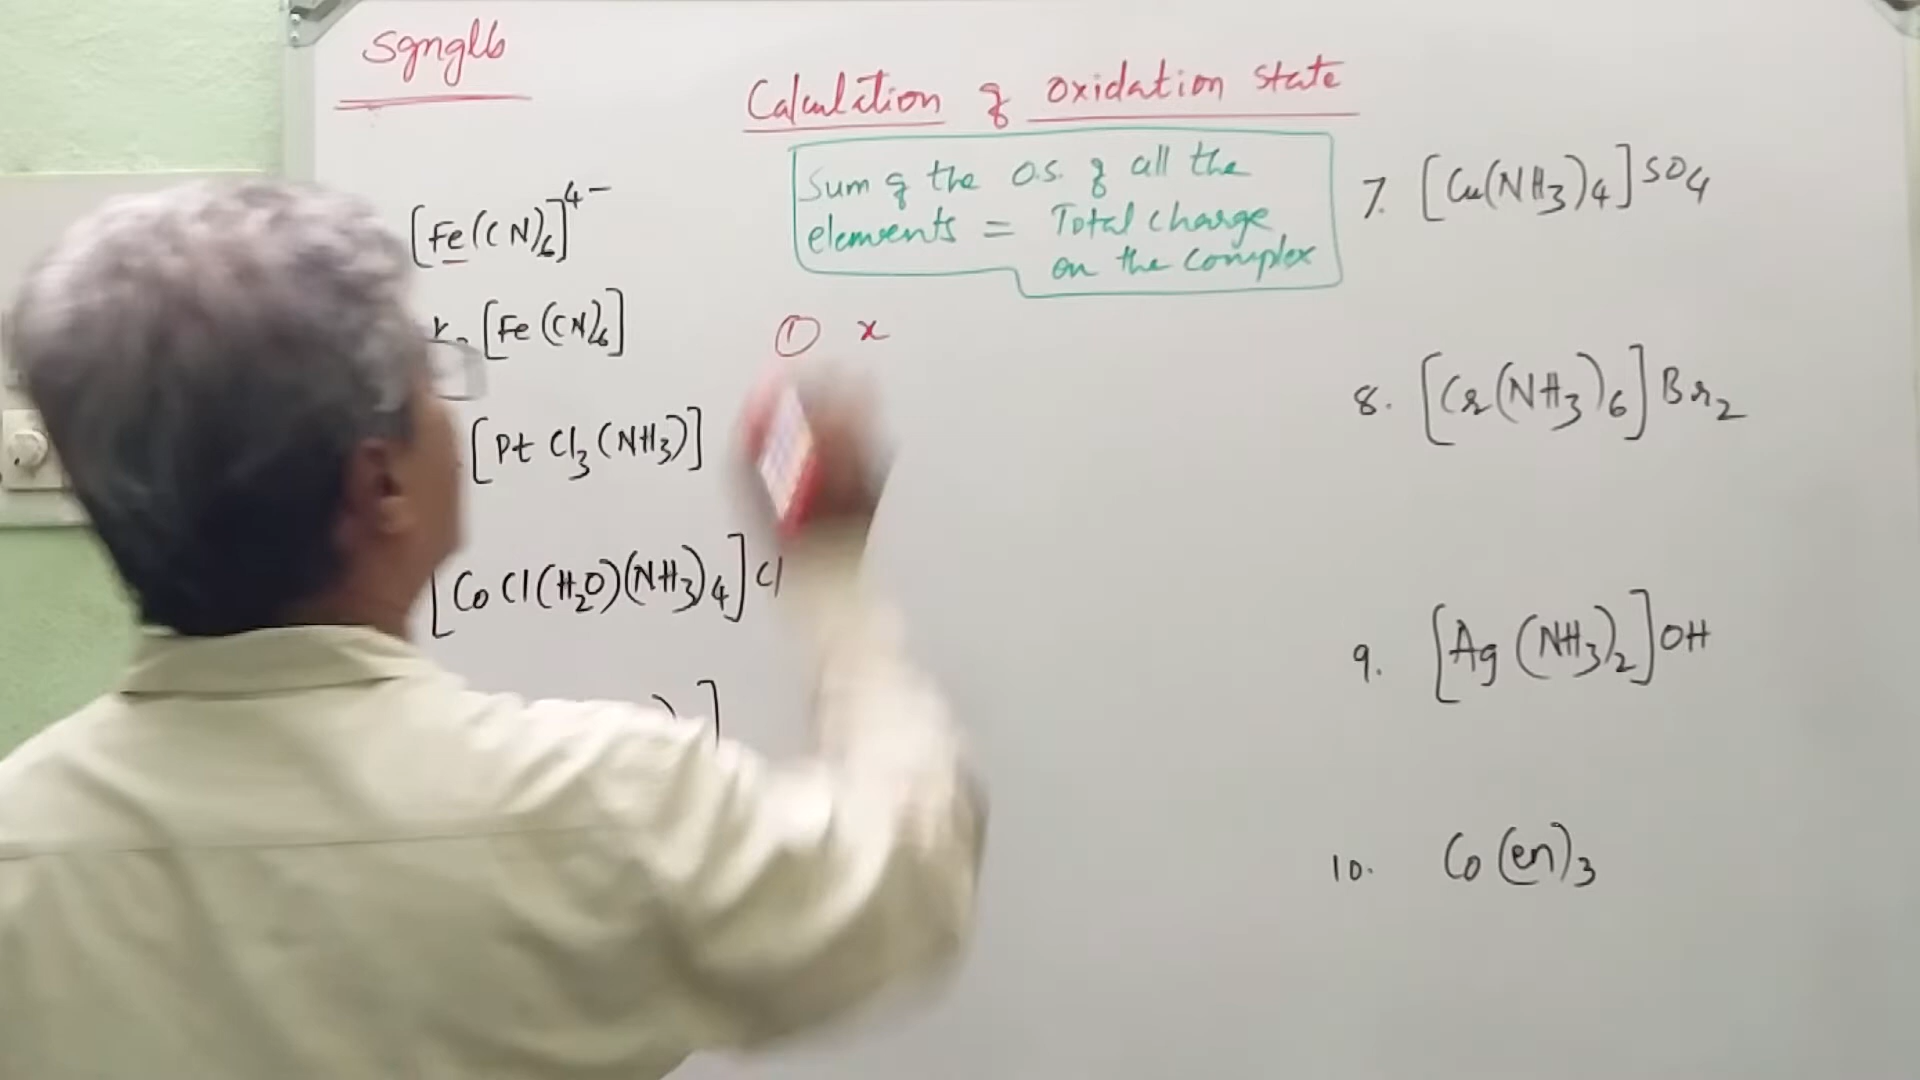 sgnglb
Calculation of oxidation state
Sum of the O.S. of all the
elements = Total charge
on the complex
[Fe(CN)6]4-
[Fe(CN)6]
[Pt Cl3(NH3)]
[Co Cl(H2O)(NH3)4]Cl
① x
7. [Cu(NH3)4]SO4
8. [Cr(NH3)6]Br2
9. [Ag(NH3)2]OH
10. Co(en)3